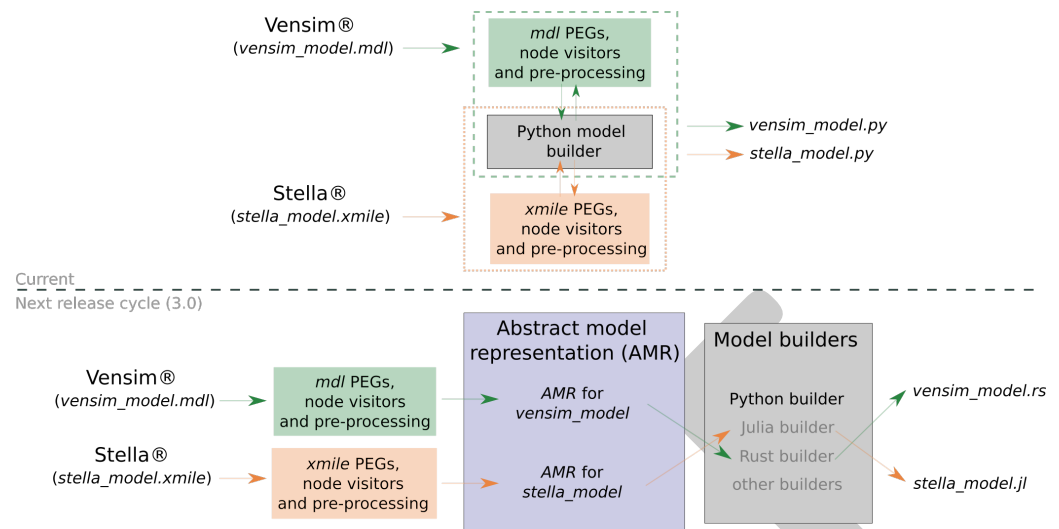 Vensim®
(vensim_model.mdl)
mdl PEGs,
node visitors
and pre-processing
Python model
builder
vensim_model.py
stella_model.py
Stella®
(stella_model.xmile)
xmile PEGs,
node visitors
and pre-processing
Current
Next release cycle (3.0)
Abstract model
representation (AMR)
Model builders
Vensim®
(vensim_model.mdl)
mdl PEGs,
node visitors
and pre-processing
AMR for
vensim_model
Python builder
Julia builder
Rust builder
other builders
vensim_model.rs
Stella®
(stella_model.xmile)
xmile PEGs,
node visitors
and pre-processing
AMR for
stella_model
stella_model.jl